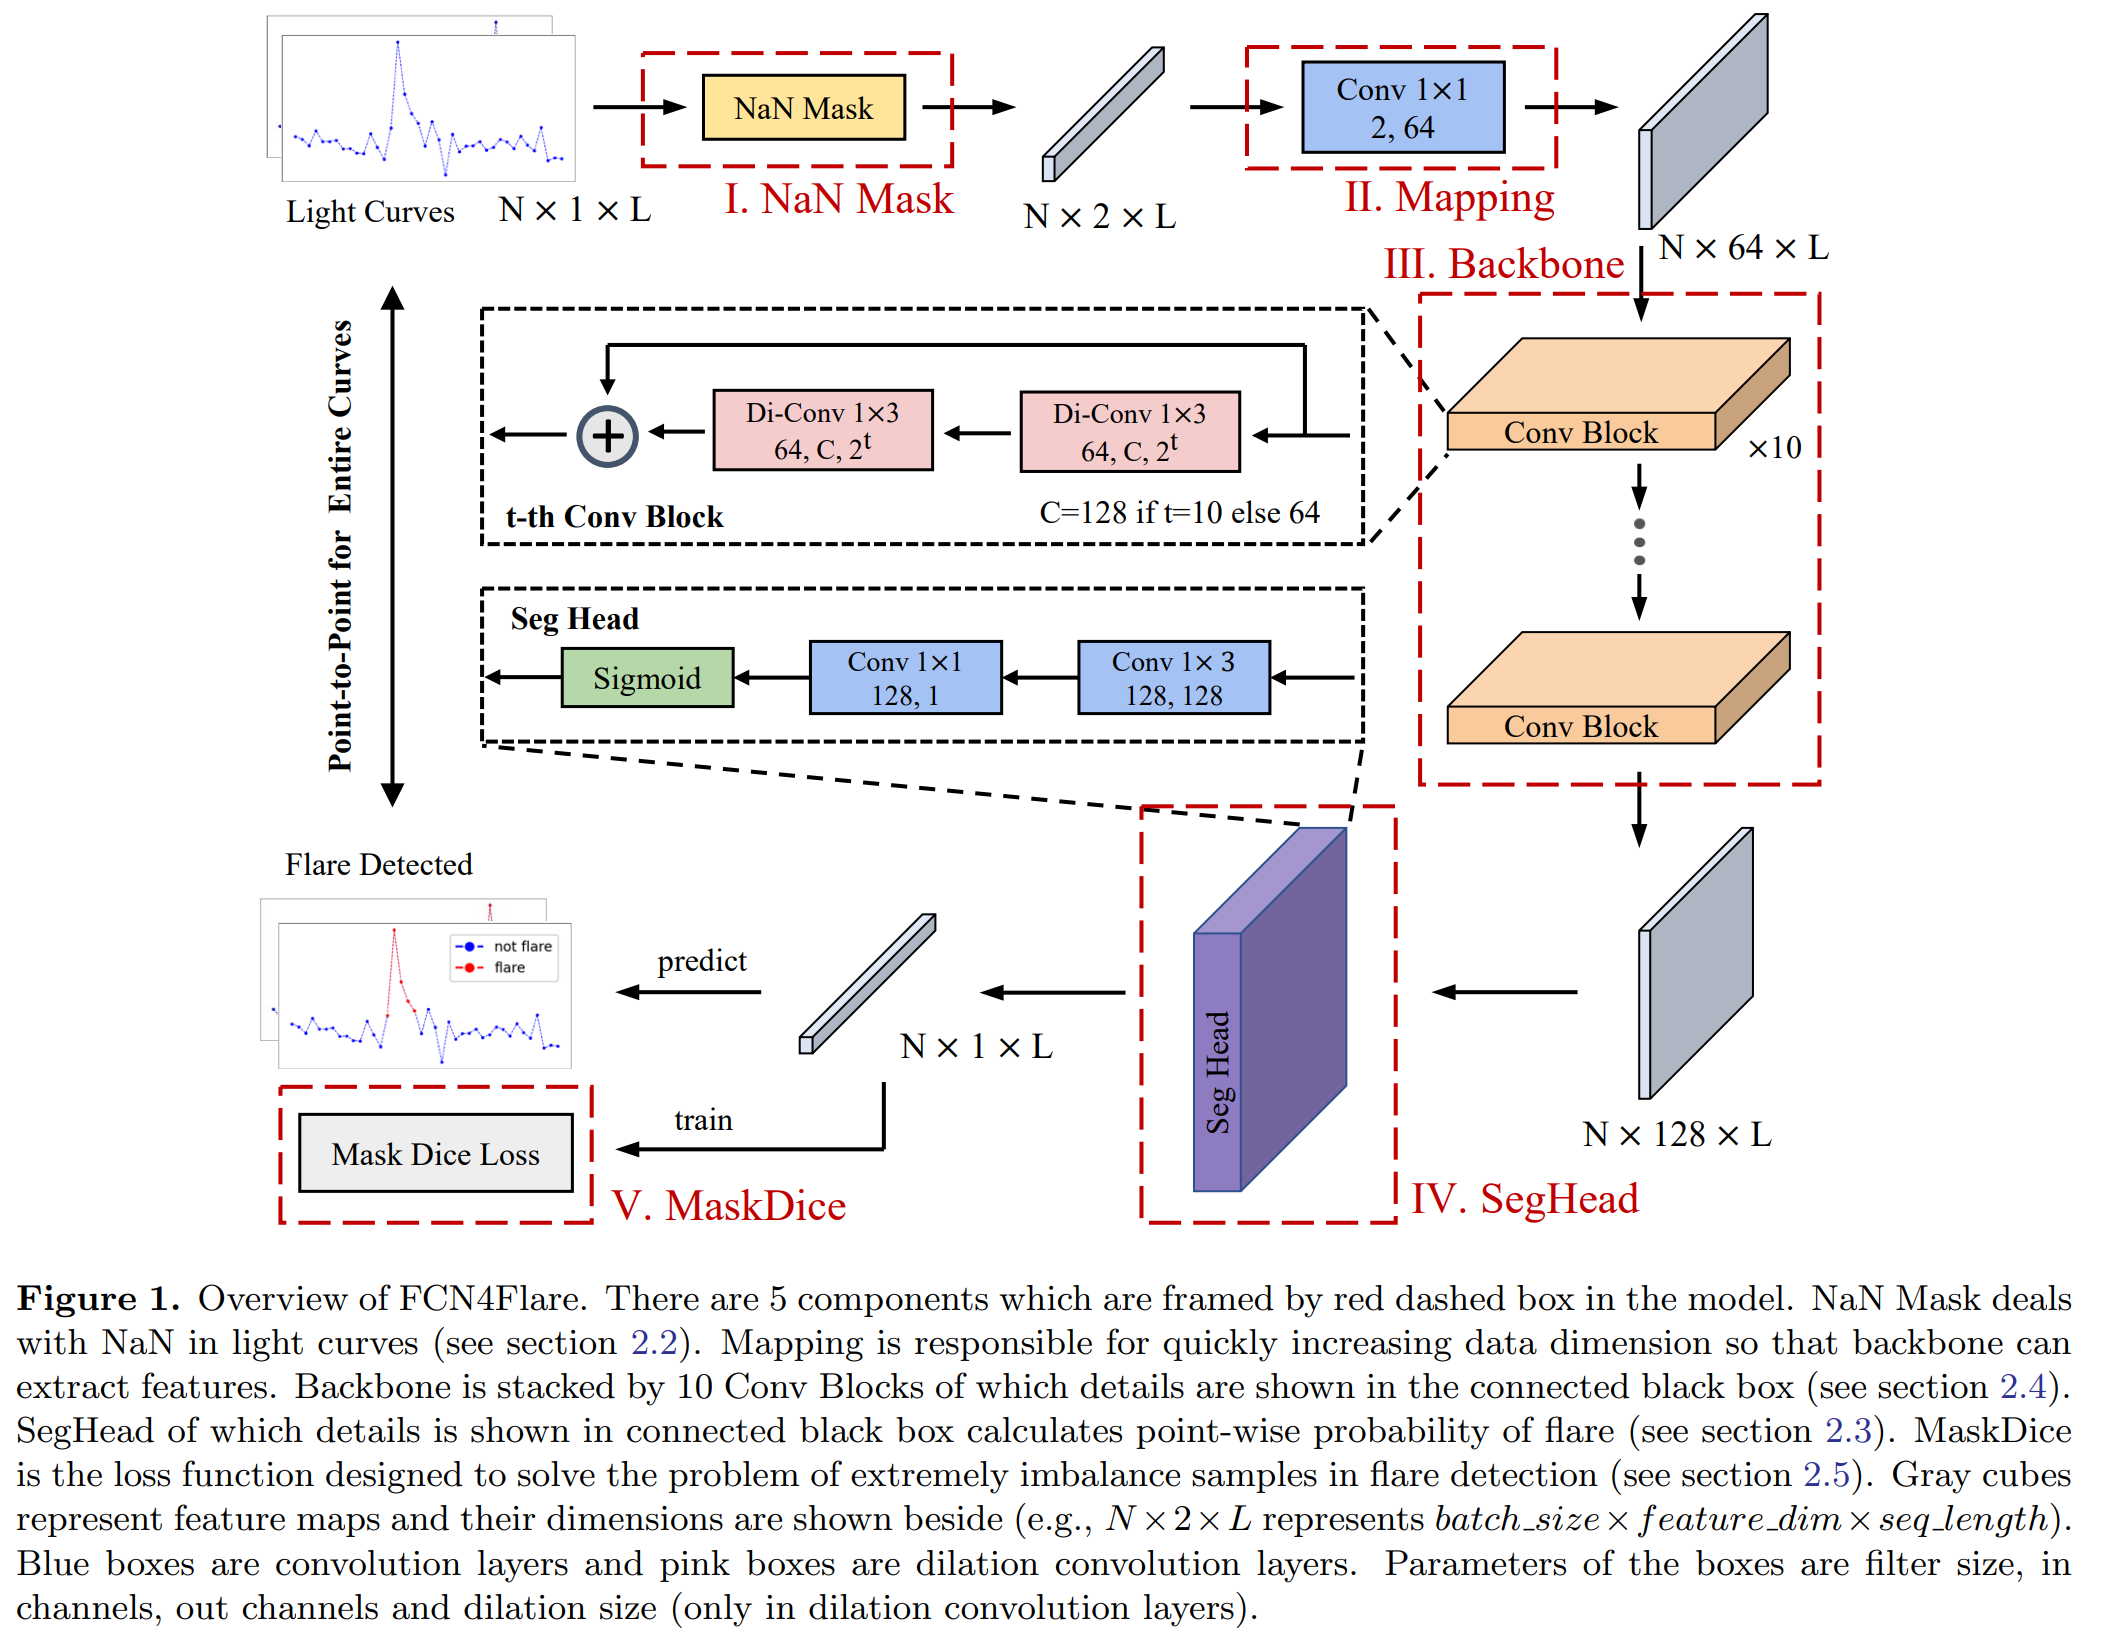 NaN Mask
Conv 1×1
2, 64
Light Curves
N × 1 × L
I. NaN Mask
N × 2 × L
II. Mapping
N × 64 × L
III. Backbone
Point-to-Point for Entire Curves
Di-Conv 1×3
64, C, 2^t
Di-Conv 1×3
64, C, 2^t
t-th Conv Block
C=128 if t=10 else 64
Conv Block
×10
Seg Head
Sigmoid
Conv 1×1
128, 1
Conv 1× 3
128, 128
Conv Block
Flare Detected
not flare
flare
predict
N × 1 × L
train
Seg Head
N × 128 × L
Mask Dice Loss
V. MaskDice
IV. SegHead
Figure 1. Overview of FCN4Flare. There are 5 components which are framed by red dashed box in the model. NaN Mask deals
with NaN in light curves (see section 2.2). Mapping is responsible for quickly increasing data dimension so that backbone can
extract features. Backbone is stacked by 10 Conv Blocks of which details are shown in the connected black box (see section 2.4).
SegHead of which details is shown in connected black box calculates point-wise probability of flare (see section 2.3). MaskDice
is the loss function designed to solve the problem of extremely imbalance samples in flare detection (see section 2.5). Gray cubes
represent feature maps and their dimensions are shown beside (e.g., N × 2 × L represents batch_size × feature_dim × seq_length).
Blue boxes are convolution layers and pink boxes are dilation convolution layers. Parameters of the boxes are filter size, in
channels, out channels and dilation size (only in dilation convolution layers).